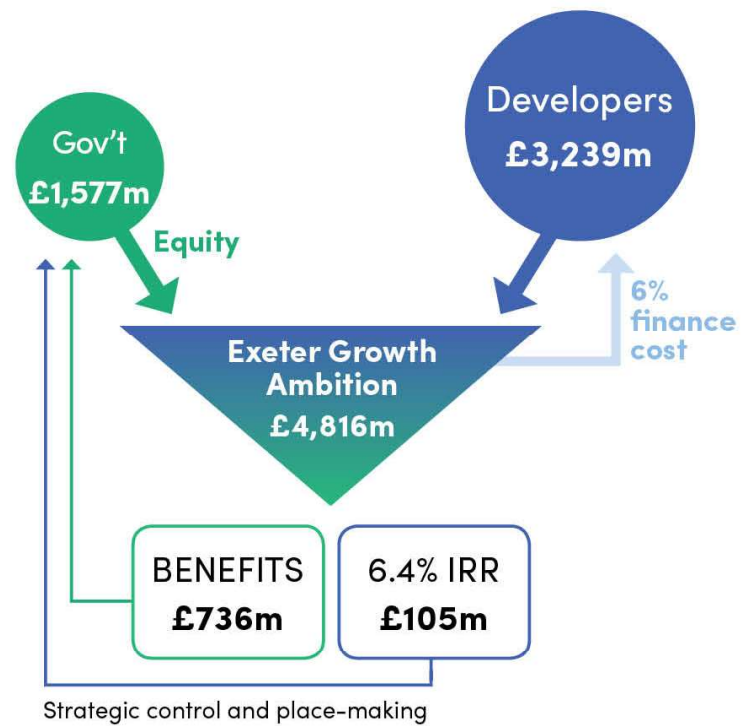 Gov't
£1,577m
Developers
£3,239m
Equity
6%
finance
cost
Exeter Growth
Ambition
£4,816m
BENEFITS
£736m
6.4% IRR
£105m
Strategic control and place-making